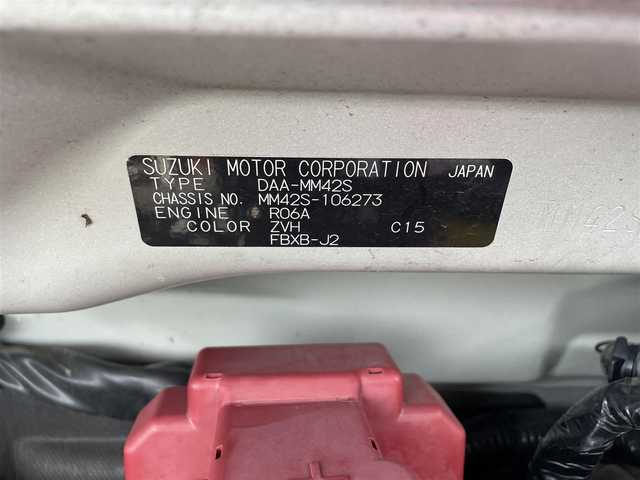 SUZUKI MOTOR CORPORATION JAPAN
TYPE DAA-MM42S
CHASSIS NO. MM42S-106273
ENGINE R06A
COLOR ZVH C15
FBXB-J2